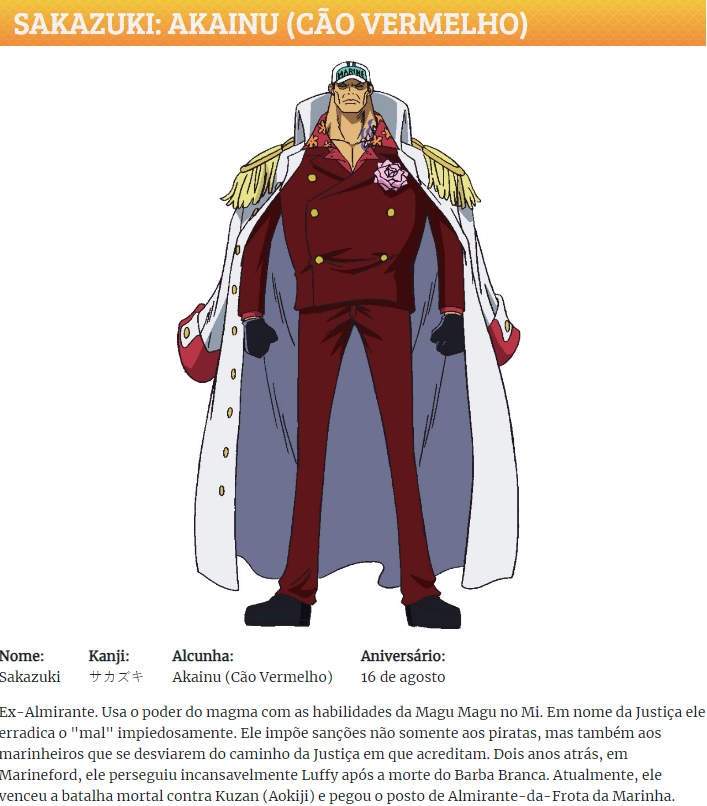 SAKAZUKI: AKAINU (CÃO VERMELHO)
MARINE
Nome: Kanji: Alcunha: Aniversário:
Sakazuki サカズキ Akainu (Cão Vermelho) 16 de agosto
Ex-Almirante. Usa o poder do magma com as habilidades da Magu Magu no Mi. Em nome da Justiça ele
erradica o "mal" impiedosamente. Ele impõe sanções não somente aos piratas, mas também aos
marinheiros que se desviarem do caminho da Justiça em que acreditam. Dois anos atrás, em
Marineford, ele perseguiu incansavelmente Luffy após a morte do Barba Branca. Atualmente, ele
venceu a batalha mortal contra Kuzan (Aokiji) e pegou o posto de Almirante-da-Frota da Marinha.